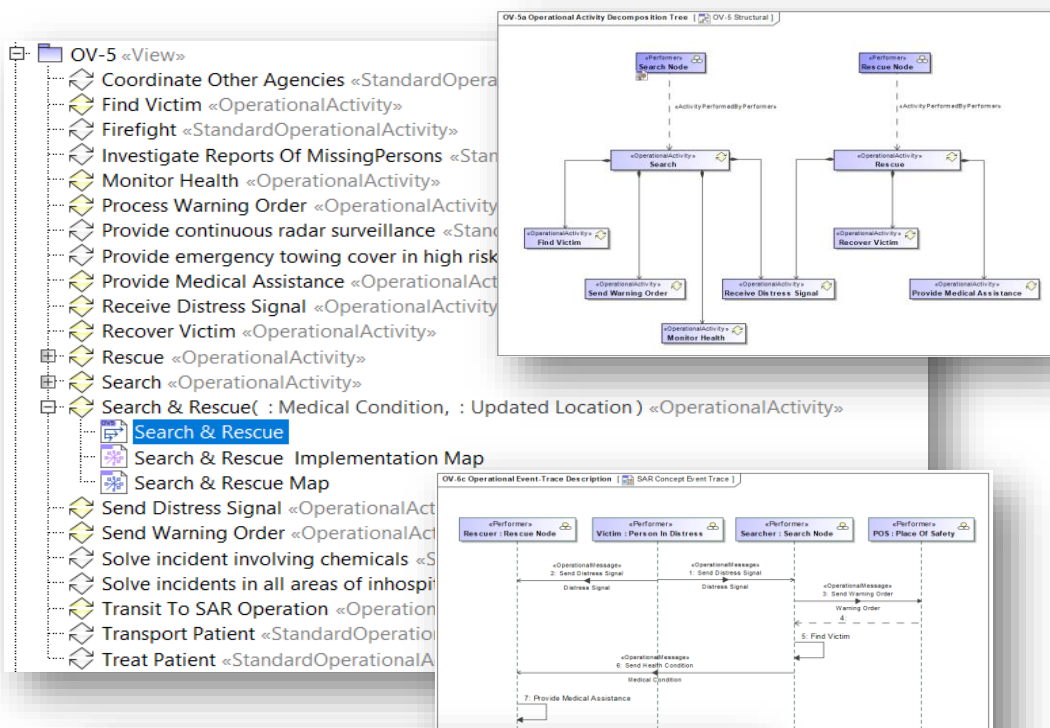 OV-5 «View»
Coordinate Other Agencies «StandardOpera
Find Victim «OperationalActivity»
Firefight «StandardOperationalActivity»
Investigate Reports Of MissingPersons «Stan
Monitor Health «OperationalActivity»
Process Warning Order «OperationalActivity
Provide continuous radar surveillance «Stan
Provide emergency towing cover in high risk
Provide Medical Assistance «OperationalAct
Receive Distress Signal «OperationalActivity
Recover Victim «OperationalActivity»
Rescue «OperationalActivity»
Search «OperationalActivity»
Search & Rescue( : Medical Condition, : Updated Location ) «OperationalActivity»
OV5
Search & Rescue
Search & Rescue Implementation Map
Search & Rescue Map
Send Distress Signal «OperationalAct
Send Warning Order «OperationalAct
Solve incident involving chemicals «S
Solve incidents in all areas of inhospi
Transit To SAR Operation «Operation
Transport Patient «StandardOperatio
Treat Patient «StandardOperationalA
OV-5a Operational Activity Decomposition Tree [ OV-5 Structural ]
«Performer»
Search Node
«Performer»
Rescue Node
«ActivityPerformedByPerformer»
«ActivityPerformedByPerformer»
«OperationalActivity»
Search
«OperationalActivity»
Rescue
«OperationalActivity»
Find Victim
«OperationalActivity»
Recover Victim
«OperationalActivity»
Send Warning Order
«OperationalActivity»
Receive Distress Signal
«OperationalActivity»
Provide Medical Assistance
«OperationalActivity»
Monitor Health
OV-6c Operational Event-Trace Description [ SAR Concept Event Trace ]
«Performer»
Rescuer : Rescue Node
«Performer»
Victim : Person In Distress
«Performer»
Searcher : Search Node
«Performer»
POS : Place Of Safety
«OperationalMessage»
2: Send Distress Signal
Distress Signal
«OperationalMessage»
1: Send Distress Signal
Distress Signal
«OperationalMessage»
3: Send Warning Order
Warning Order
4:
5: Find Victim
«OperationalMessage»
6: Send Health Condition
Medical Condition
7: Provide Medical Assistance